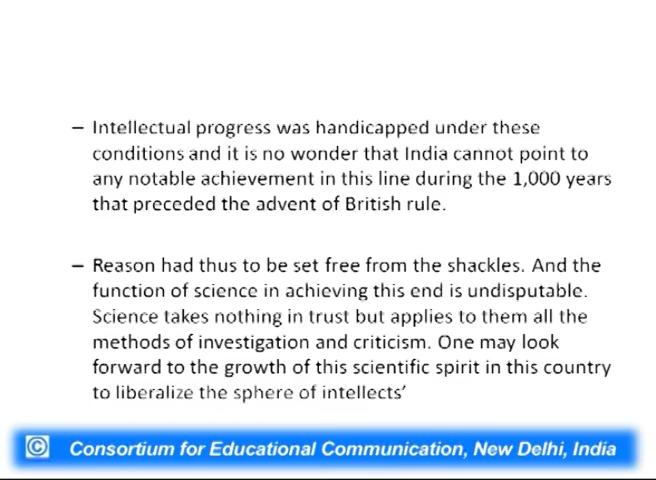 – Intellectual progress was handicapped under these
conditions and it is no wonder that India cannot point to
any notable achievement in this line during the 1,000 years
that preceded the advent of British rule.
– Reason had thus to be set free from the shackles. And the
function of science in achieving this end is undisputable.
Science takes nothing in trust but applies to them all the
methods of investigation and criticism. One may look
forward to the growth of this scientific spirit in this country
to liberalize the sphere of intellects’
© Consortium for Educational Communication, New Delhi, India